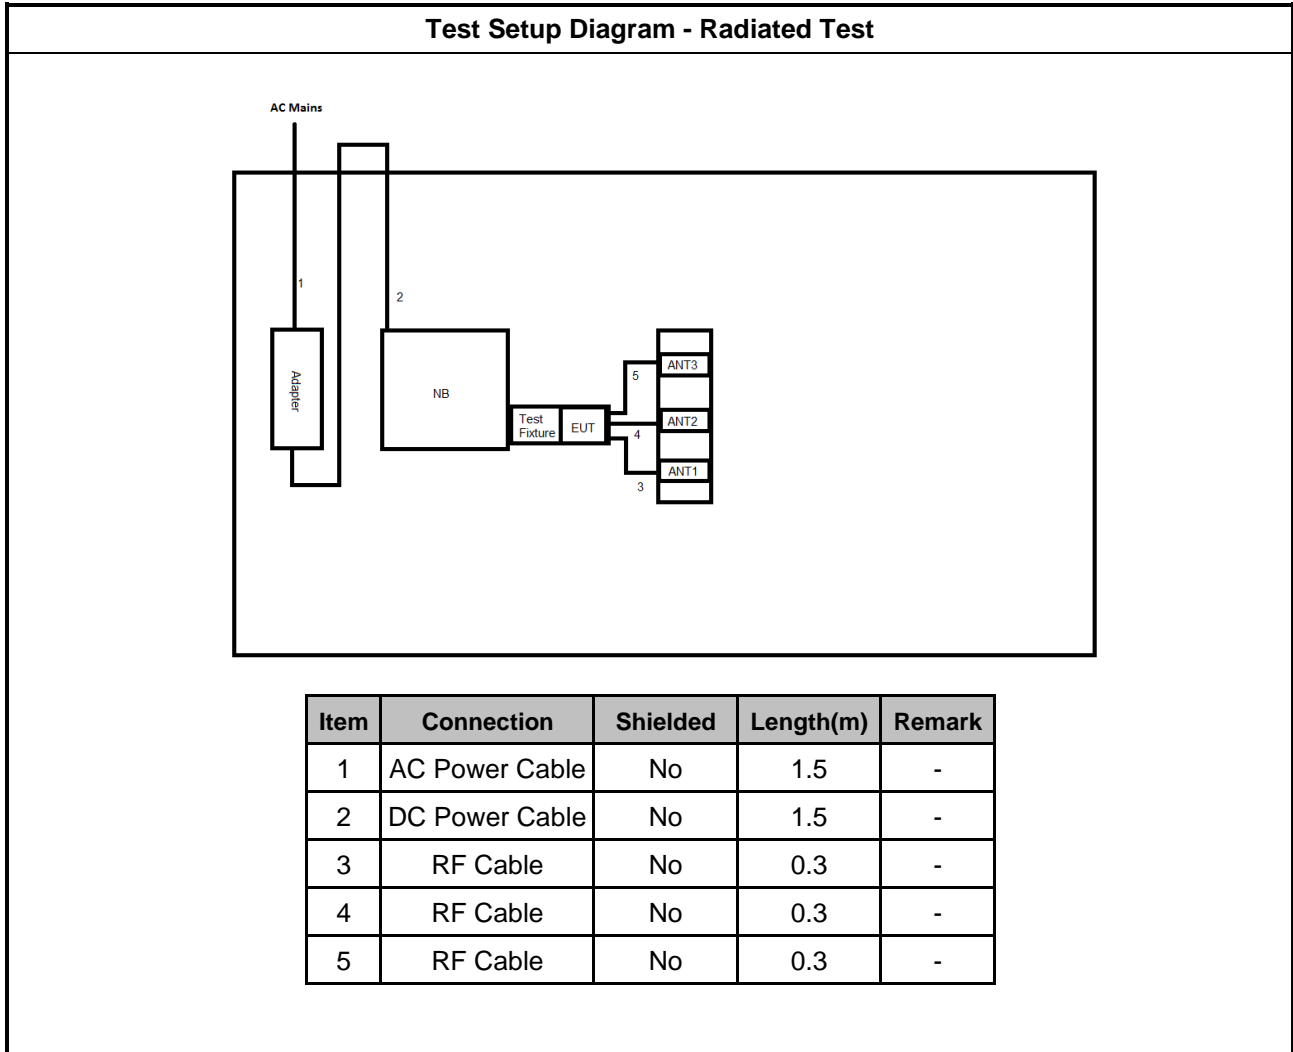 Test Setup Diagram - Radiated Test
AC Mains
1
2
Adapter
NB
Test
Fixture
EUT
5
4
3
ANT3
ANT2
ANT1
Item Connection Shielded Length(m) Remark
1 AC Power Cable No 1.5 -
2 DC Power Cable No 1.5 -
3 RF Cable No 0.3 -
4 RF Cable No 0.3 -
5 RF Cable No 0.3 -